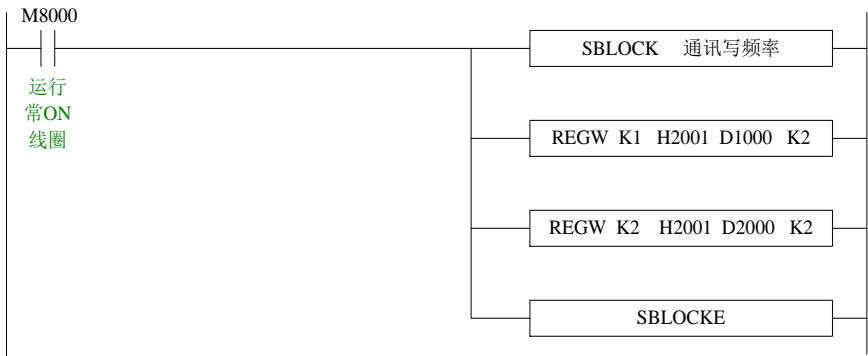 M8000
运行
常ON
线圈
SBLOCK 通讯写频率
REGW K1 H2001 D1000 K2
REGW K2 H2001 D2000 K2
SBLOCKE